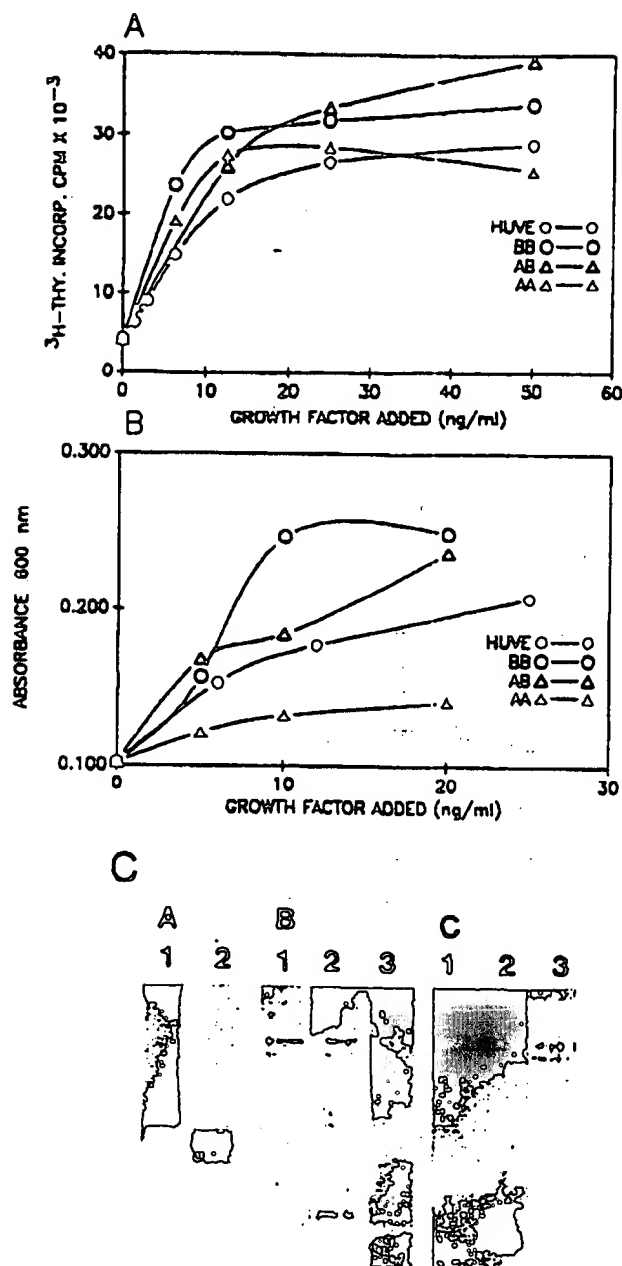 A
³H-THY. INCORP. CPM X 10⁻³
40
30
20
10
0
HUVE
BB
AB
AA
0 10 20 30 40 50 60
GROWTH FACTOR ADDED (ng/ml)
B
ABSORBANCE 600 nm
0.300
0.200
0.100
HUVE
BB
AB
AA
0 10 20 30
GROWTH FACTOR ADDED (ng/ml)
C
A B C
1 2 1 2 3 1 2 3